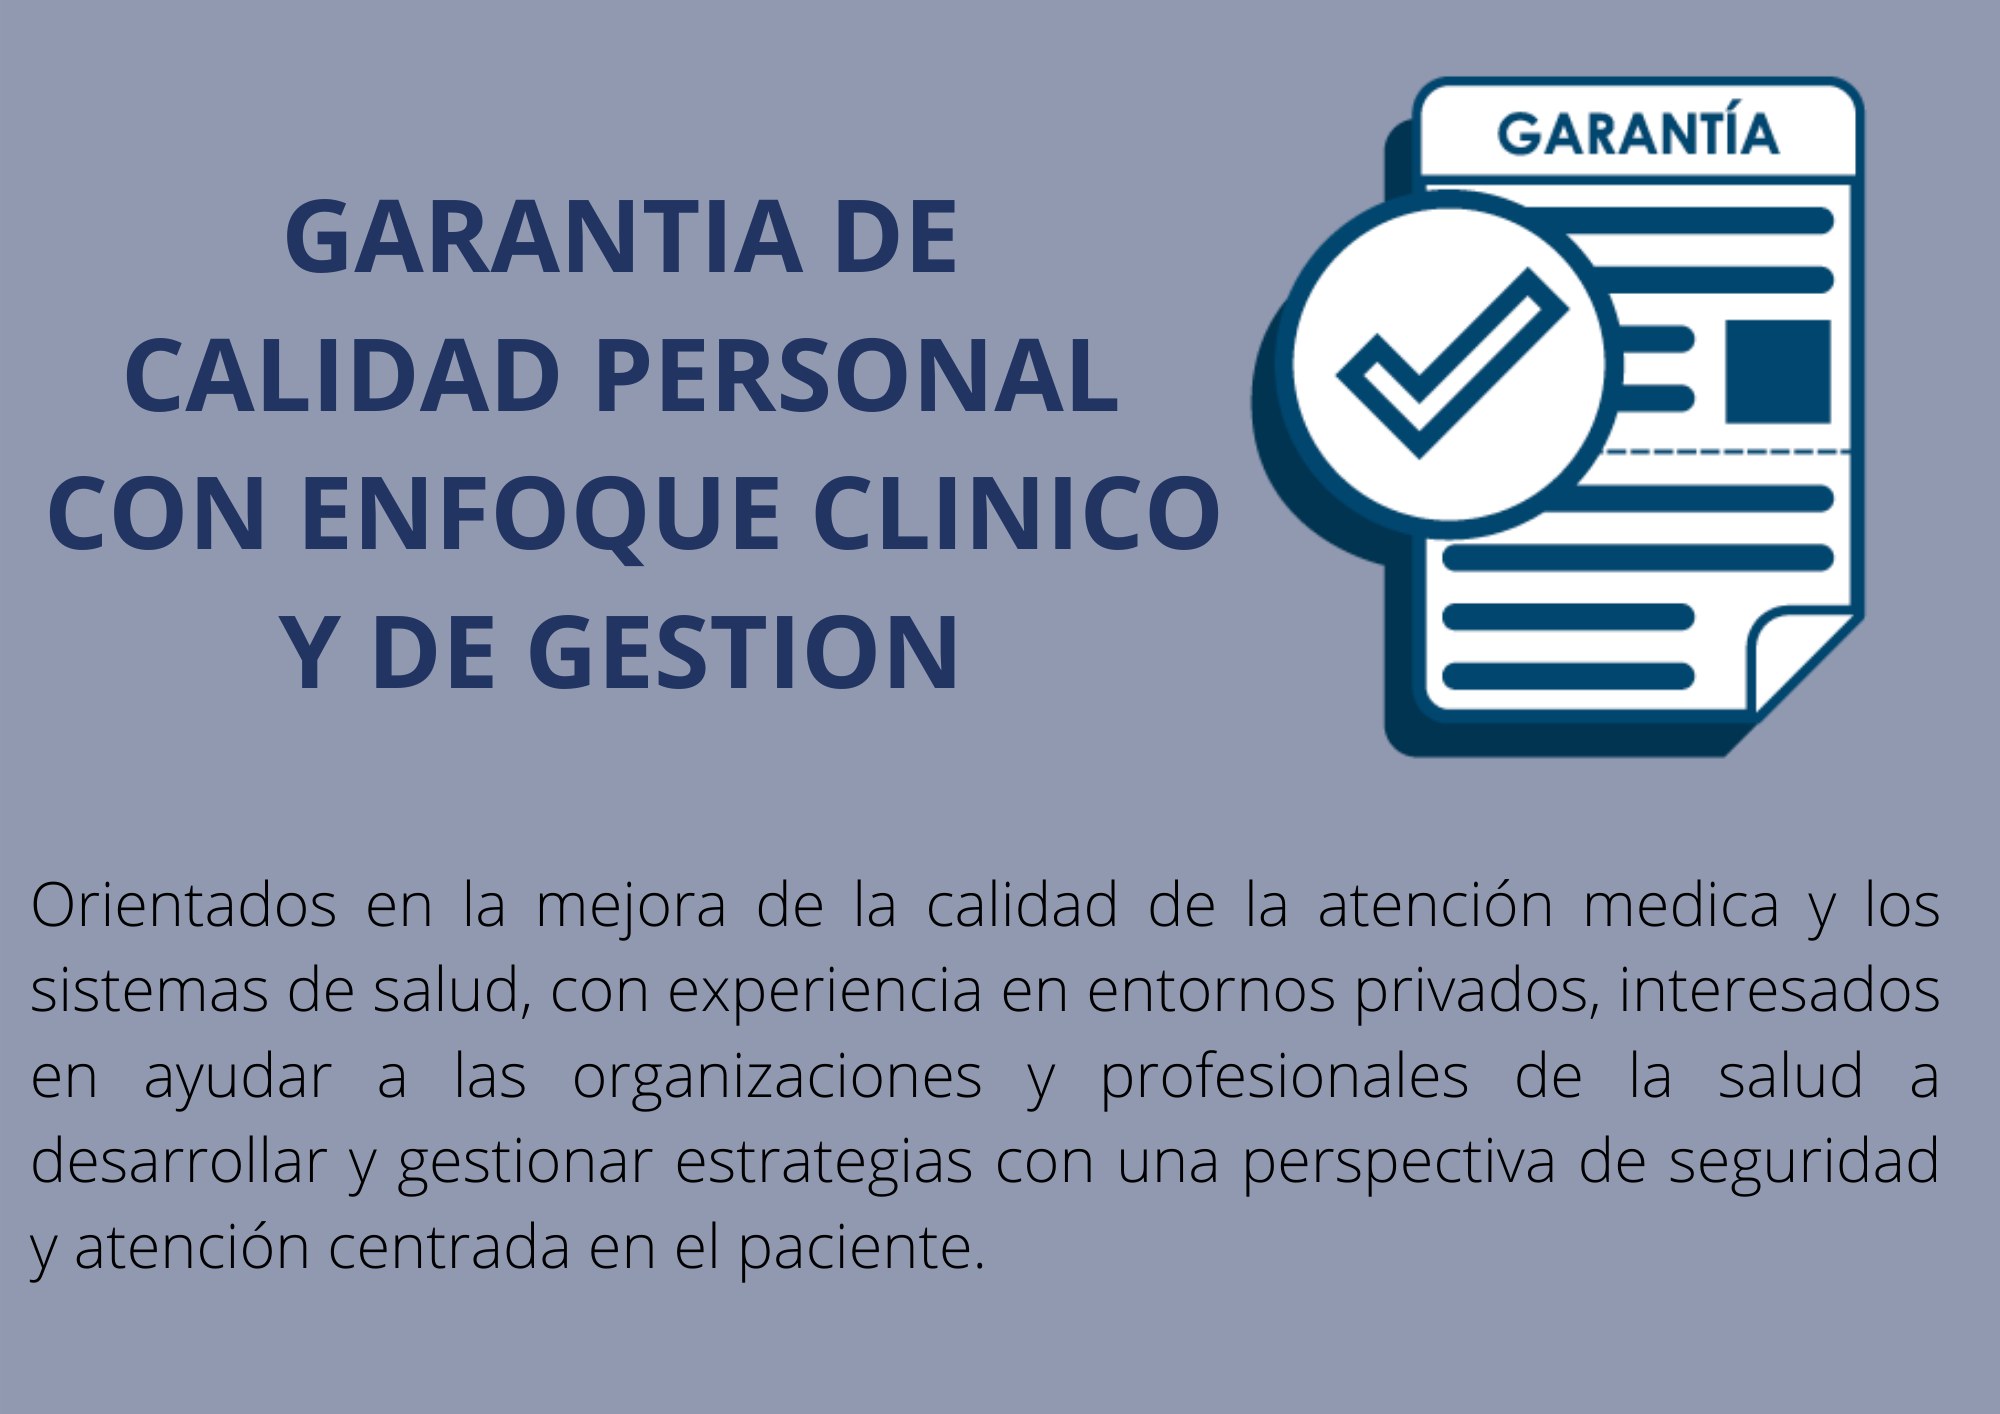 GARANTÍA
GARANTIA DE
CALIDAD PERSONAL
CON ENFOQUE CLINICO
Y DE GESTION
Orientados en la mejora de la calidad de la atención medica y los
sistemas de salud, con experiencia en entornos privados, interesados
en ayudar a las organizaciones y profesionales de la salud a
desarrollar y gestionar estrategias con una perspectiva de seguridad
y atención centrada en el paciente.